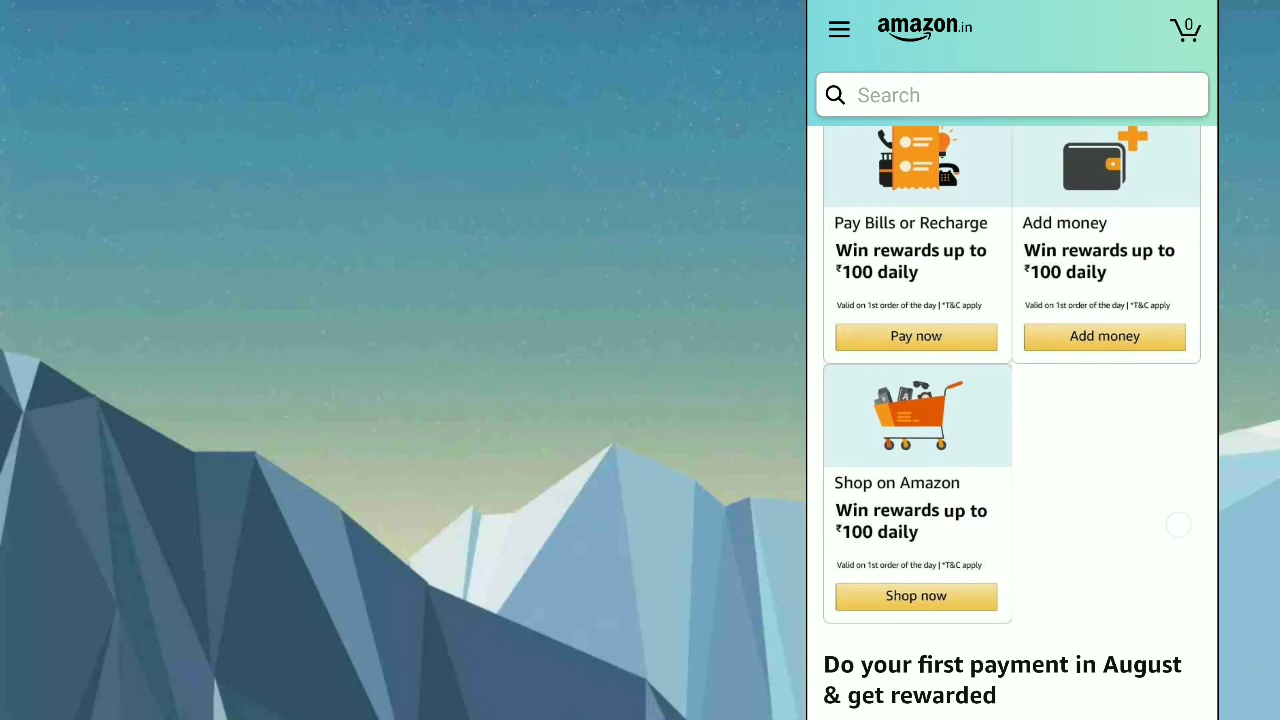 amazon.in
0
Search
Pay Bills or Recharge
Win rewards up to
₹100 daily
Valid on 1st order of the day | *T&C apply
Pay now
Add money
Win rewards up to
₹100 daily
Valid on 1st order of the day | *T&C apply
Add money
Shop on Amazon
Win rewards up to
₹100 daily
Valid on 1st order of the day | *T&C apply
Shop now
Do your first payment in August
& get rewarded